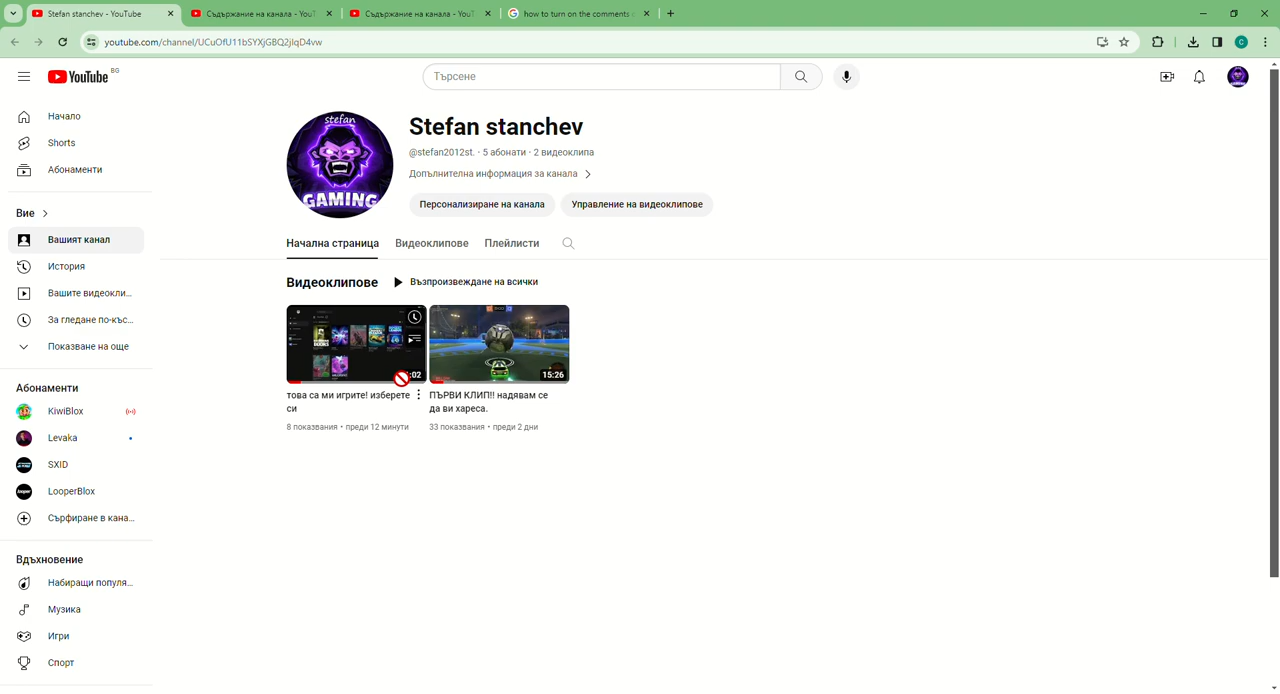 Stefan stanchev - YouTube
Съдържание на канала - YouT
Съдържание на канала - YouT
how to turn on the comments
youtube.com/channel/UCuOfU11bSYXjGBQ2jlqD4vw
C
YouTube BG
Търсене
Начало
Shorts
Абонаменти
Вие
Вашият канал
История
Вашите видеокли...
За гледане по-къс...
Показване на още
Абонаменти
KiwiBlox
Levaka
SXID
LooperBlox
Сърфиране в кана...
Вдъхновение
Набиращи популя...
Музика
Игри
Спорт
stefan
GAMING
Stefan stanchev
@stefan2012st. · 5 абонати · 2 видеоклипа
Допълнителна информация за канала
Персонализиране на канала
Управление на видеоклипове
Начална страница
Видеоклипове
Плейлисти
Видеоклипове
Възпроизвеждане на всички
:02
15:26
това са ми игрите! изберете
си
8 показвания • преди 12 минути
ПЪРВИ КЛИП!! надявам се
да ви хареса.
33 показвания • преди 2 дни